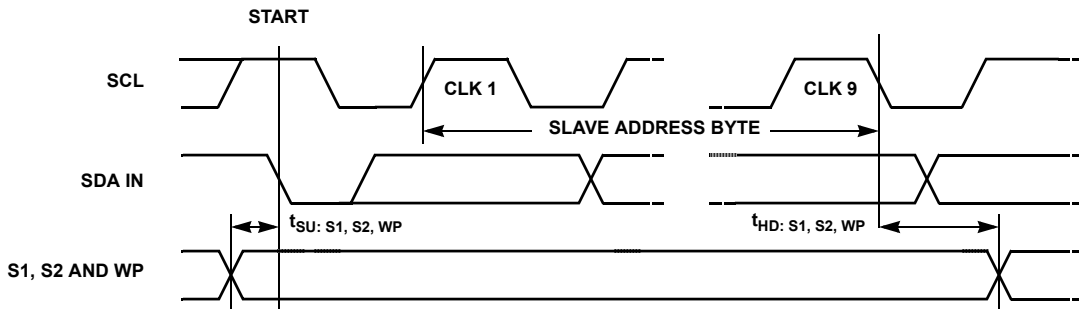 START
SCL
CLK 1
CLK 9
SLAVE ADDRESS BYTE
SDA IN
tSU: S1, S2, WP
tHD: S1, S2, WP
S1, S2 AND WP